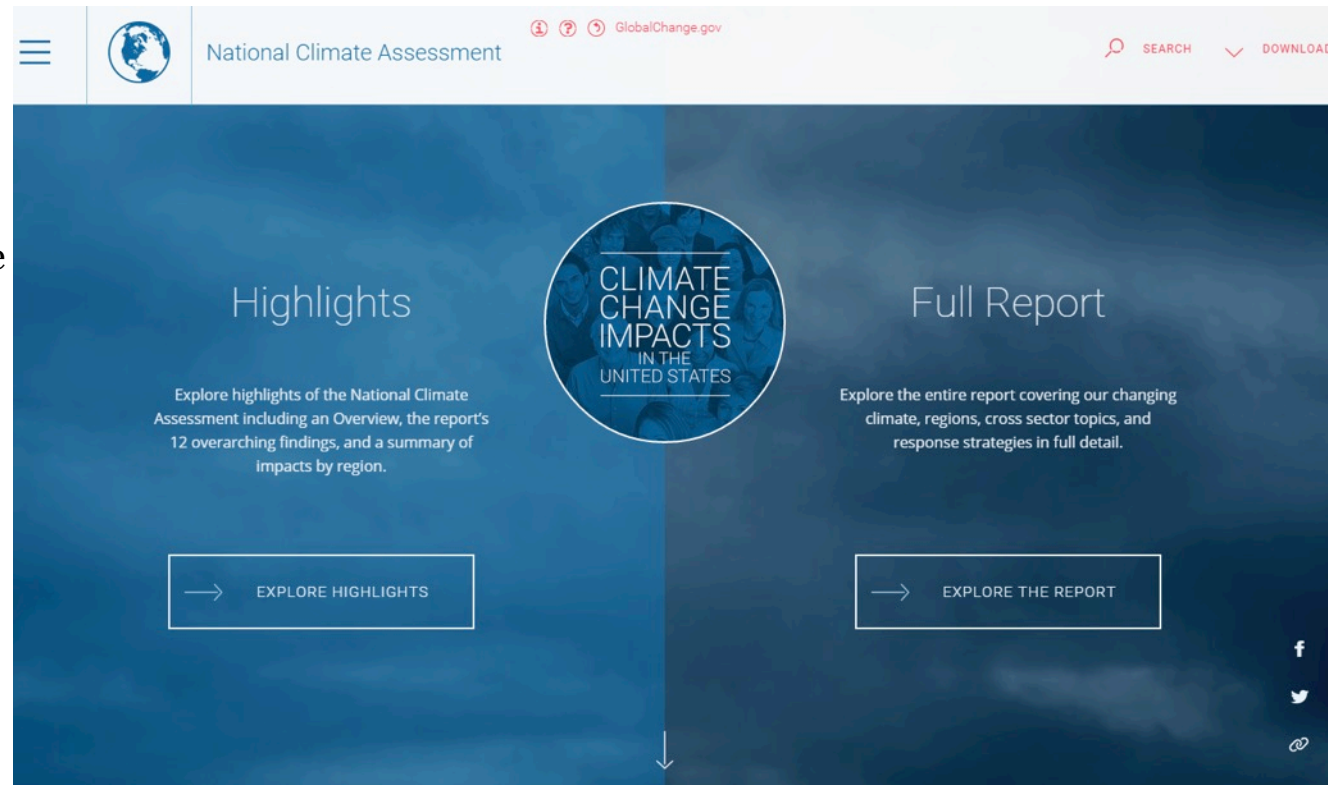 GlobalChange.gov
National Climate Assessment
SEARCH
DOWNLOAD
e
CLIMATE
CHANGE
IMPACTS
IN THE
UNITED STATES
Highlights
Explore highlights of the National Climate
Assessment including an Overview, the report's
12 overarching findings, and a summary of
impacts by region.
EXPLORE HIGHLIGHTS
Full Report
Explore the entire report covering our changing
climate, regions, cross sector topics, and
response strategies in full detail.
EXPLORE THE REPORT